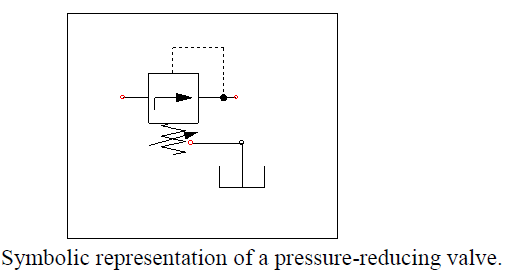 Symbolic representation of a pressure-reducing valve.